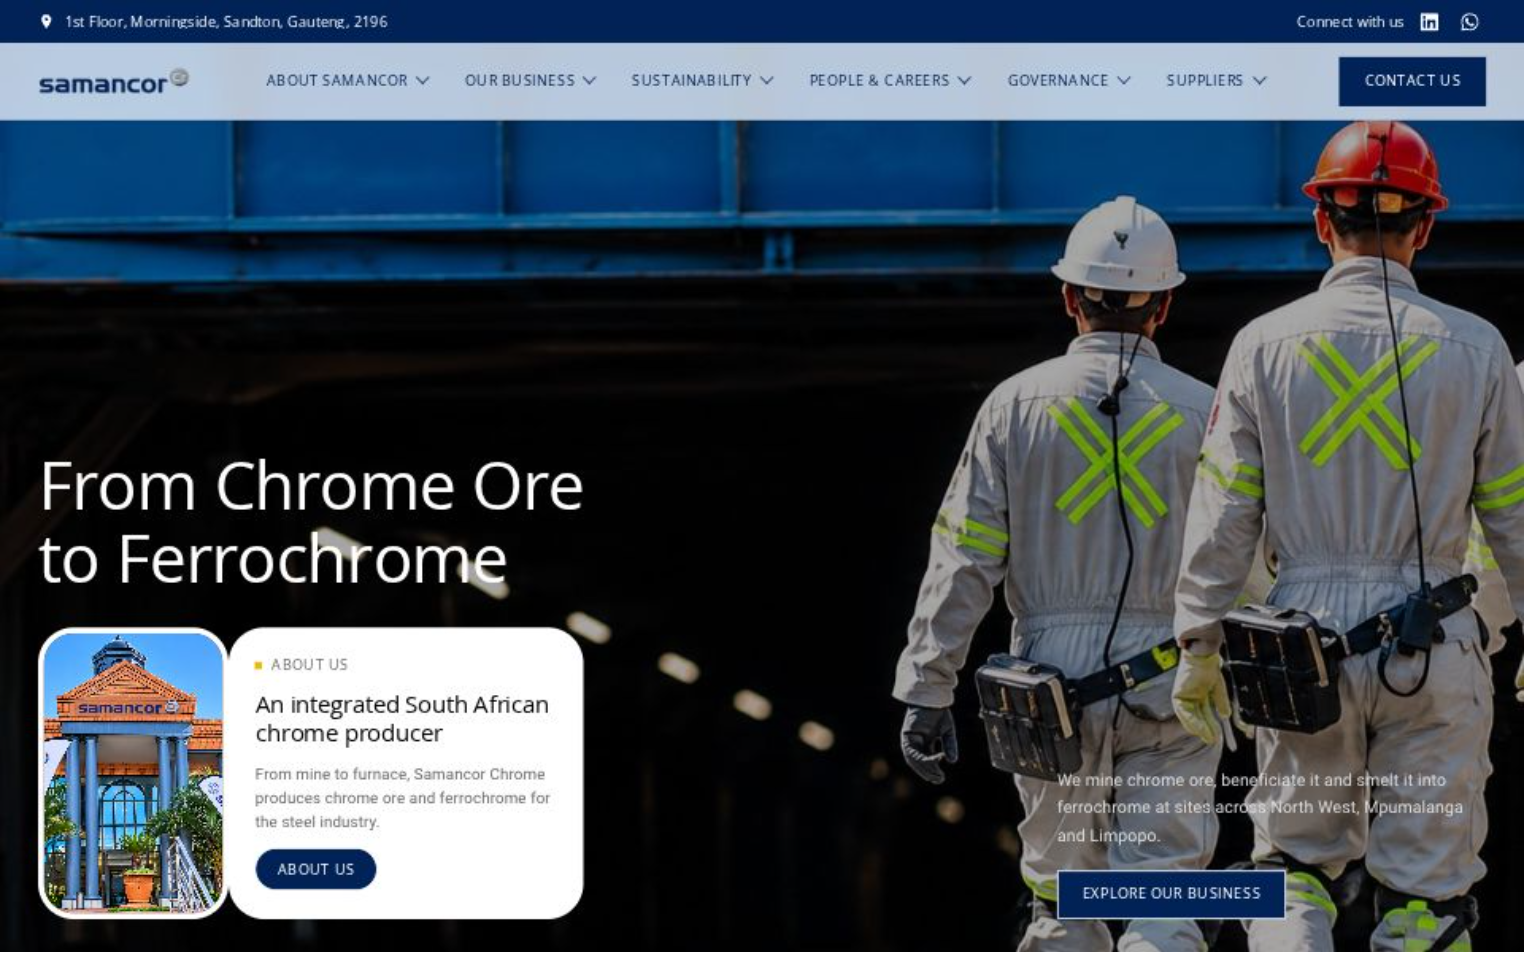 1st Floor, Morningside, Sandton, Gauteng, 2196
Connect with us
samancor
ABOUT SAMANCOR
OUR BUSINESS
SUSTAINABILITY
PEOPLE & CAREERS
GOVERNANCE
SUPPLIERS
CONTACT US
From Chrome Ore
to Ferrochrome
samancor
ABOUT US
An integrated South African
chrome producer
From mine to furnace, Samancor Chrome
produces chrome ore and ferrochrome for
the steel industry.
ABOUT US
We mine chrome ore, beneficiate it and smelt it into
ferrochrome at sites across North West, Mpumalanga
and Limpopo.
EXPLORE OUR BUSINESS